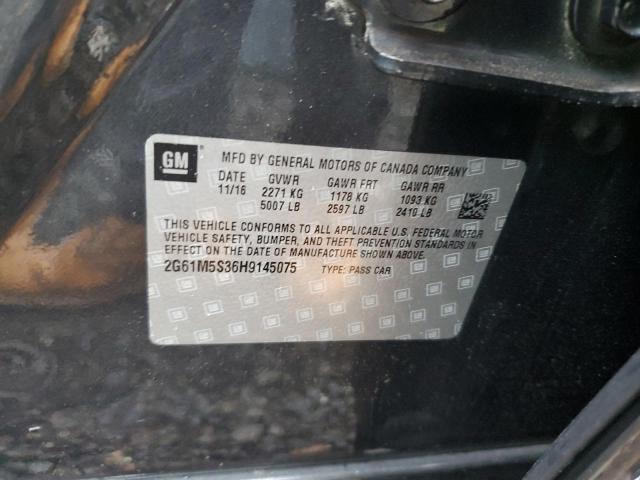 GM
MFD BY GENERAL MOTORS OF CANADA COMPANY
DATE GVWR GAWR FRT GAWR RR
11/16 2271 KG 1178 KG 1093 KG
5007 LB 2597 LB 2410 LB
THIS VEHICLE CONFORMS TO ALL APPLICABLE U.S. FEDERAL MOTOR
VEHICLE SAFETY, BUMPER, AND THEFT PREVENTION STANDARDS IN
EFFECT ON THE DATE OF MANUFACTURE SHOWN ABOVE.
2G61M5S36H9145075 TYPE: PASS CAR